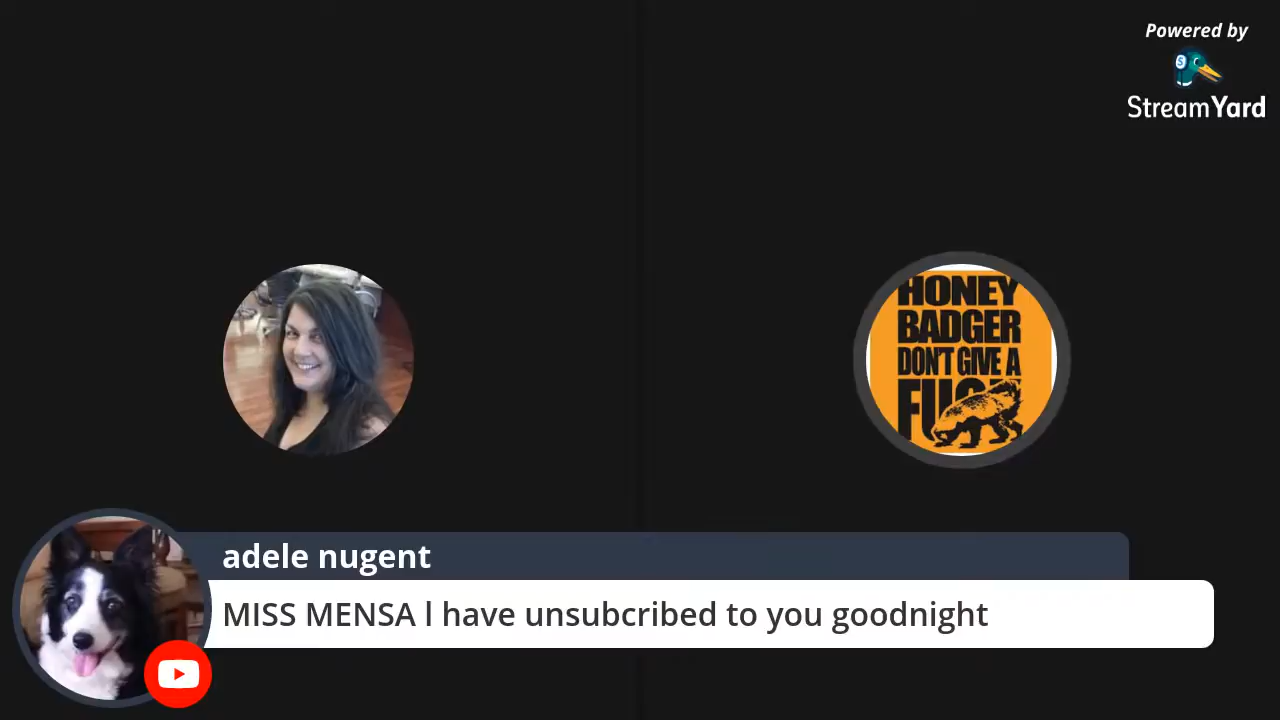 Powered by
StreamYard
HONEY
BADGER
DON'T GIVE A
adele nugent
MISS MENSA I have unsubcribed to you goodnight